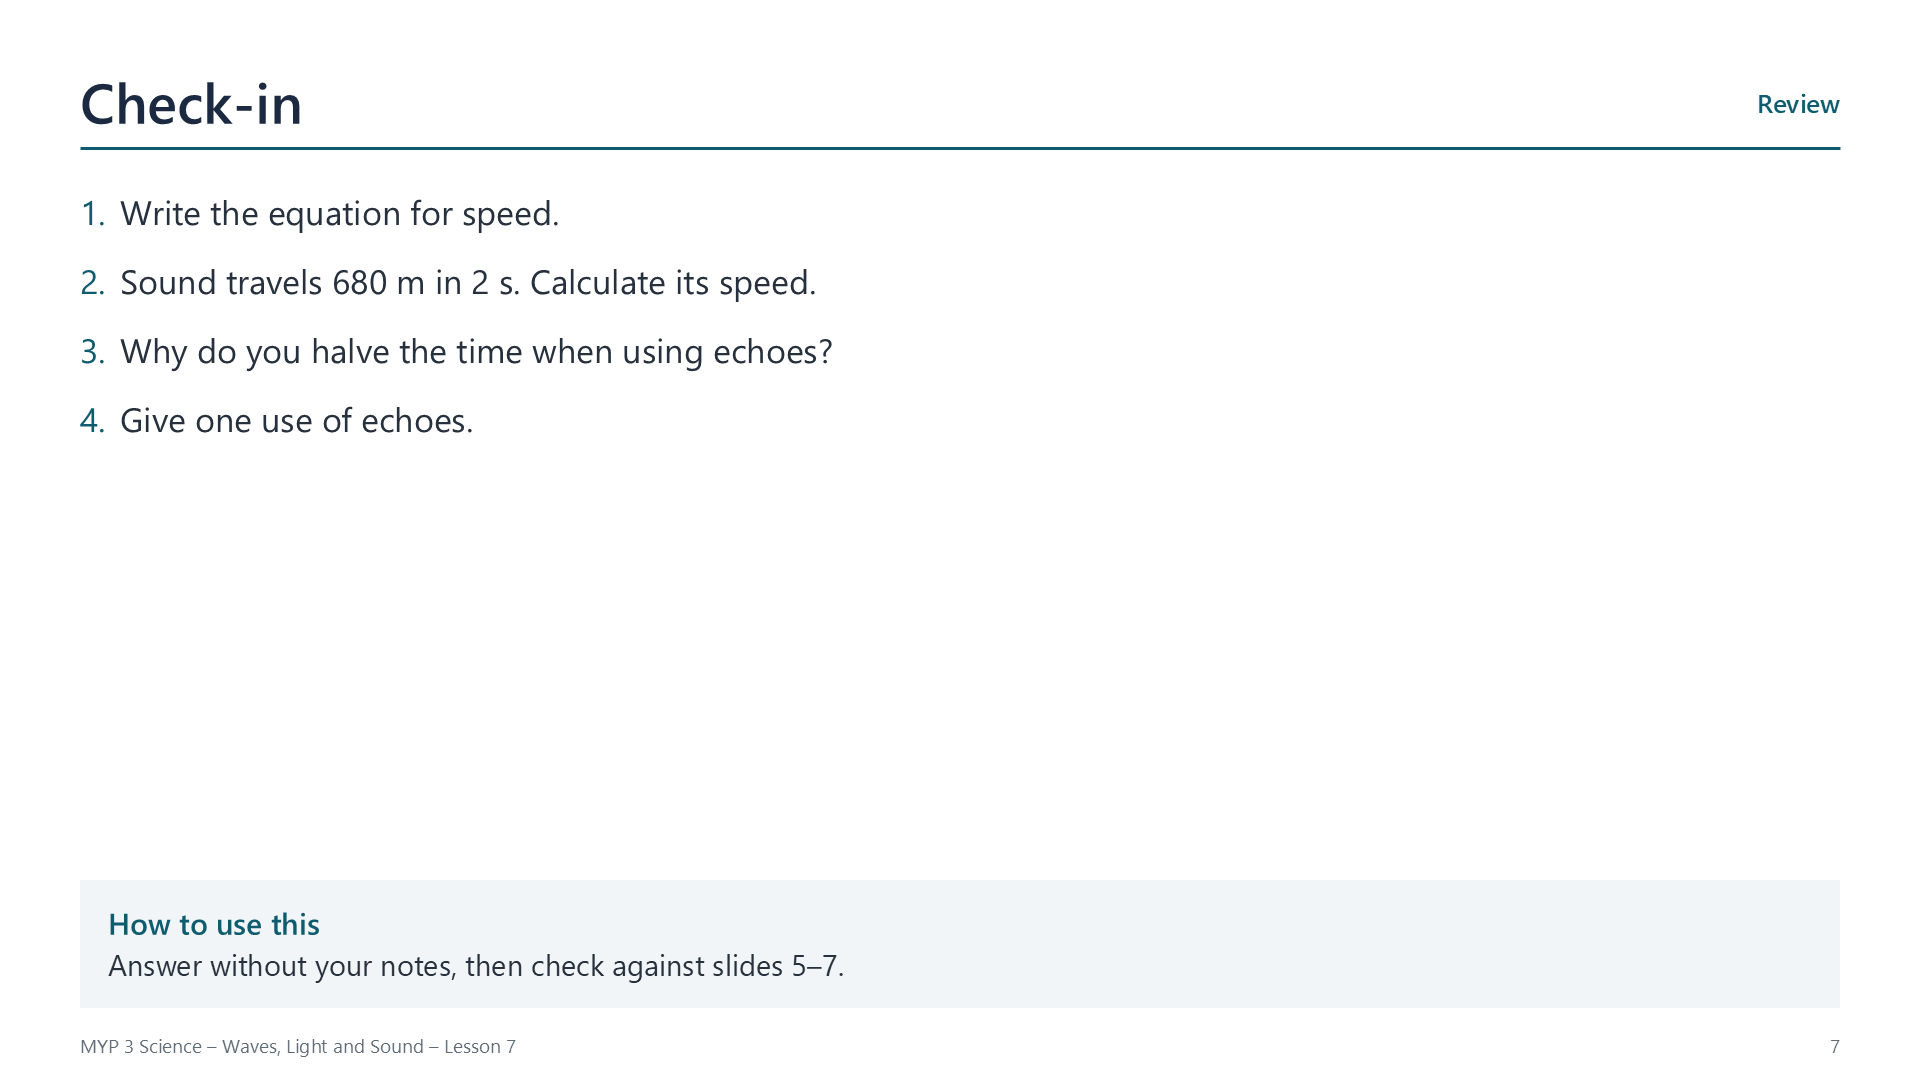 Check-in
Review
1. Write the equation for speed.
2. Sound travels 680 m in 2 s. Calculate its speed.
3. Why do you halve the time when using echoes?
4. Give one use of echoes.
How to use this
Answer without your notes, then check against slides 5–7.
MYP 3 Science – Waves, Light and Sound – Lesson 7
7